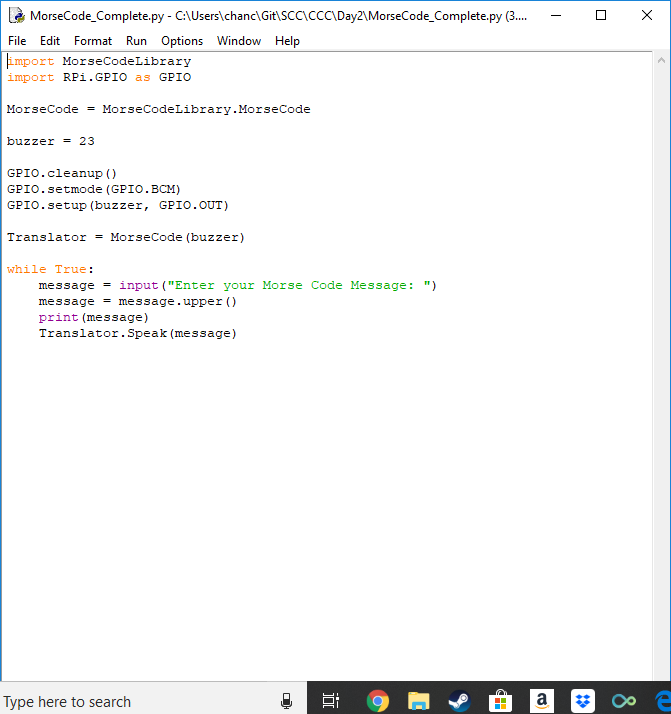 MorseCode_Complete.py - C:\Users\chanc\Git\SCC\CCC\Day2\MorseCode_Complete.py (3....
File Edit Format Run Options Window Help
import MorseCodeLibrary
import RPi.GPIO as GPIO
MorseCode = MorseCodeLibrary.MorseCode
buzzer = 23
GPIO.cleanup()
GPIO.setmode(GPIO.BCM)
GPIO.setup(buzzer, GPIO.OUT)
Translator = MorseCode(buzzer)
while True:
    message = input("Enter your Morse Code Message: ")
    message = message.upper()
    print(message)
    Translator.Speak(message)
Type here to search
a